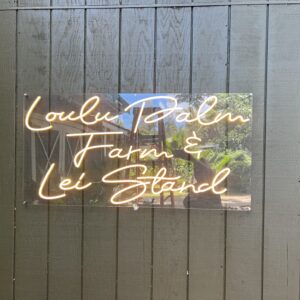 Loulu Palm
Farm &
Lei Stand